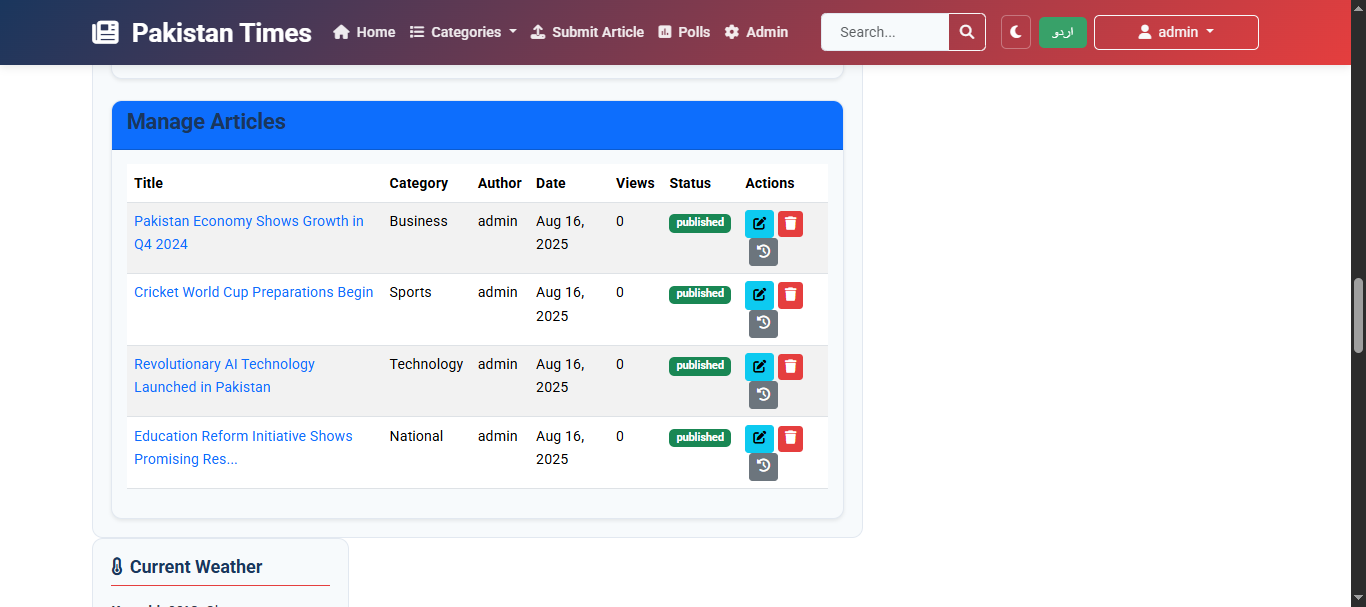 Pakistan Times
Home
Categories
Submit Article
Polls
Admin
Search...
اردو
admin
Manage Articles
Title Category Author Date Views Status Actions
Pakistan Economy Shows Growth in Business admin Aug 16, 0 published
Q4 2024 2025
Cricket World Cup Preparations Begin Sports admin Aug 16, 0 published
2025
Revolutionary AI Technology Technology admin Aug 16, 0 published
Launched in Pakistan 2025
Education Reform Initiative Shows National admin Aug 16, 0 published
Promising Res... 2025
Current Weather